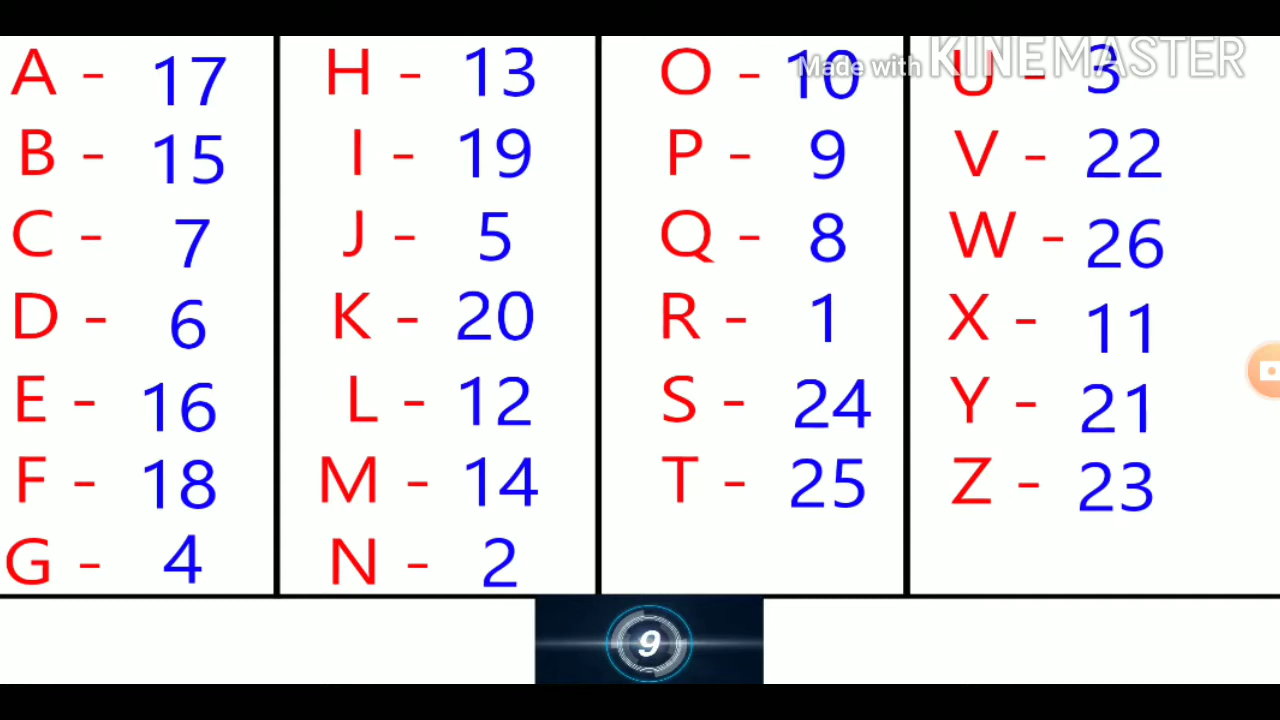 Made with KINEMASTER
A - 17
B - 15
C - 7
D - 6
E - 16
F - 18
G - 4
H - 13
I - 19
J - 5
K - 20
L - 12
M - 14
N - 2
O - 10
P - 9
Q - 8
R - 1
S - 24
T - 25
U - 3
V - 22
W - 26
X - 11
Y - 21
Z - 23
9